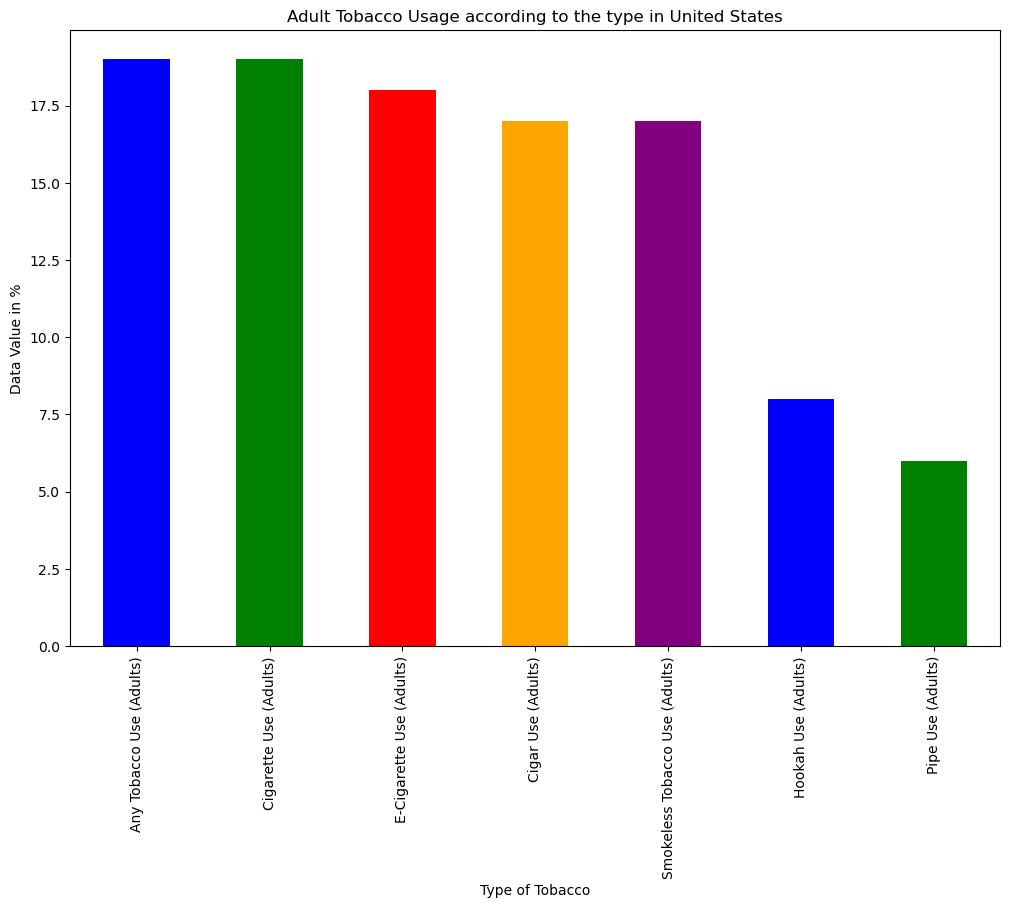 Adult Tobacco Usage according to the type in United States
Data Value in %
17.5
15.0
12.5
10.0
7.5
5.0
2.5
0.0
Any Tobacco Use (Adults)
Cigarette Use (Adults)
E-Cigarette Use (Adults)
Cigar Use (Adults)
Smokeless Tobacco Use (Adults)
Hookah Use (Adults)
Pipe Use (Adults)
Type of Tobacco